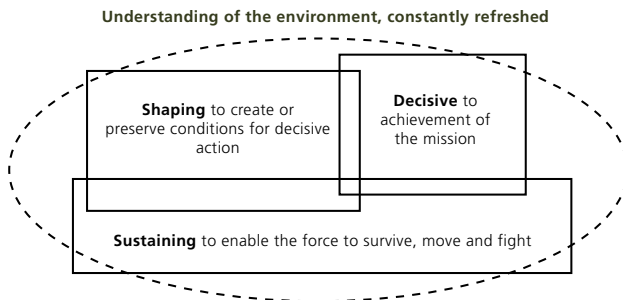 Understanding of the environment, constantly refreshed
Shaping to create or
preserve conditions for decisive
action
Decisive to
achievement of
the mission
Sustaining to enable the force to survive, move and fight